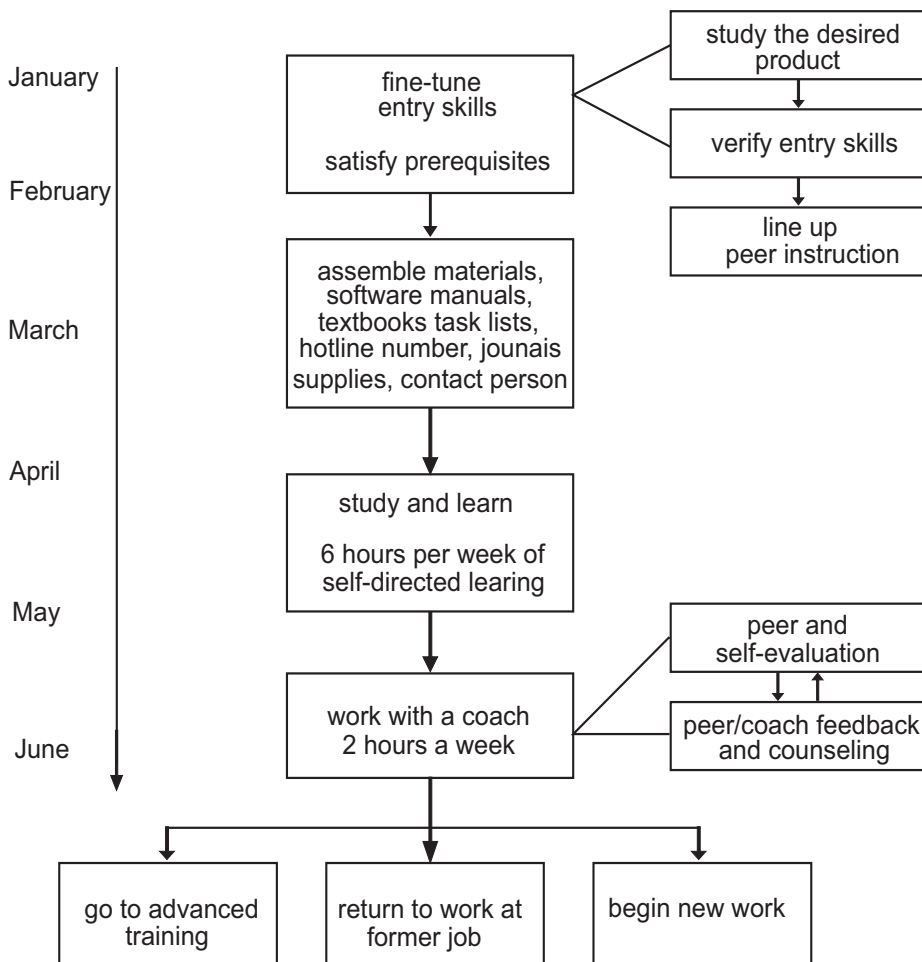 January
February
March
April
May
June
fine-tune
entry skills
satisfy prerequisites
study the desired
product
verify entry skills
line up
peer instruction
assemble materials,
software manuals,
textbooks task lists,
hotline number, jounais
supplies, contact person
study and learn
6 hours per week of
self-directed learing
work with a coach
2 hours a week
peer and
self-evaluation
peer/coach feedback
and counseling
go to advanced
training
return to work at
former job
begin new work